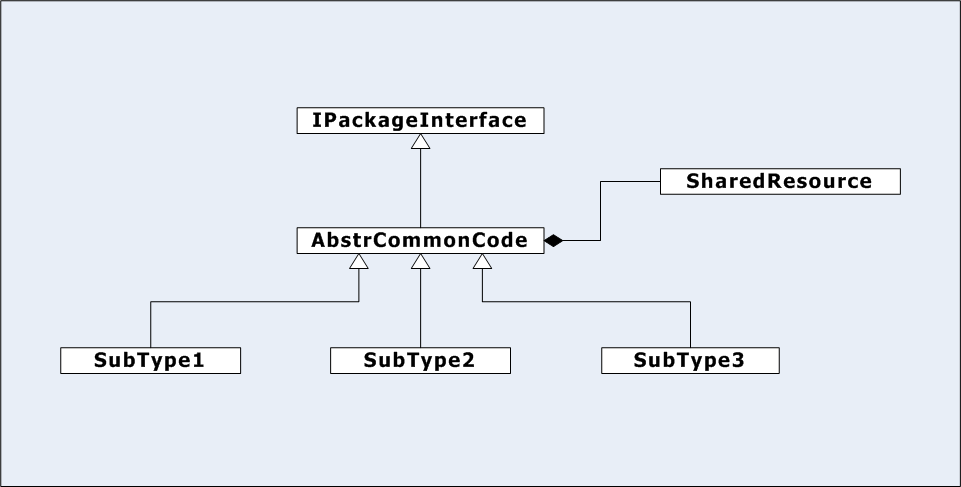 IPackageInterface
SharedResource
AbstrCommonCode
SubType1
SubType2
SubType3